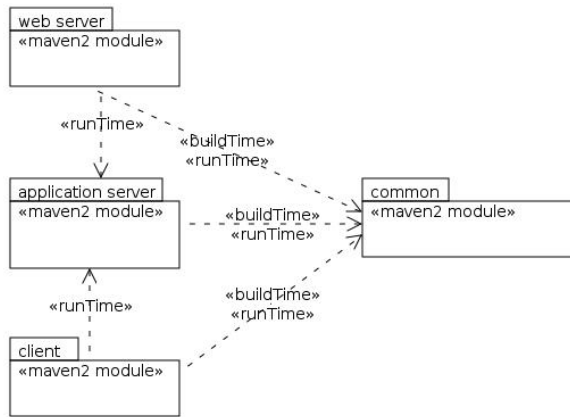 web server
«maven2 module»
«runTime»
«buildTime»
«runTime»
application server
«maven2 module»
common
«maven2 module»
«buildTime»
«runTime»
«runTime»
«buildTime»
«runTime»
client
«maven2 module»